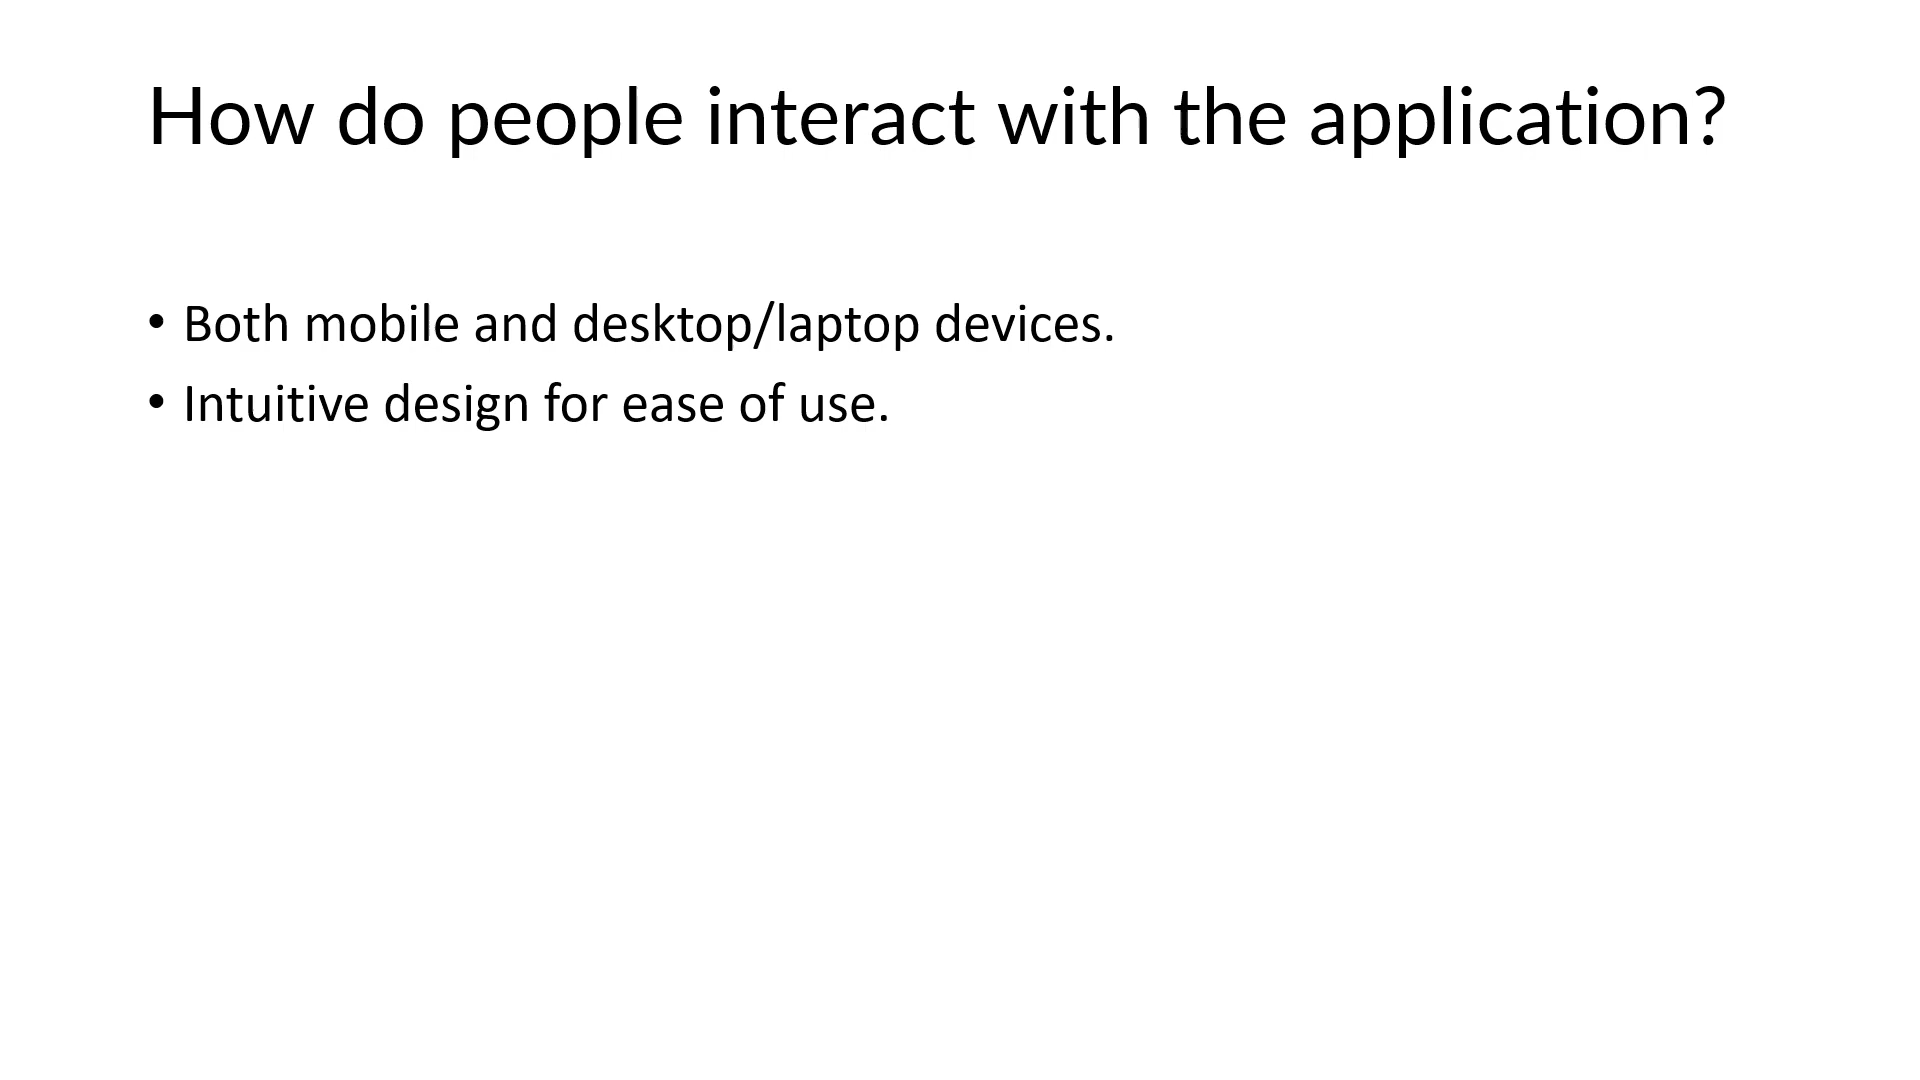 How do people interact with the application?
• Both mobile and desktop/laptop devices.
• Intuitive design for ease of use.